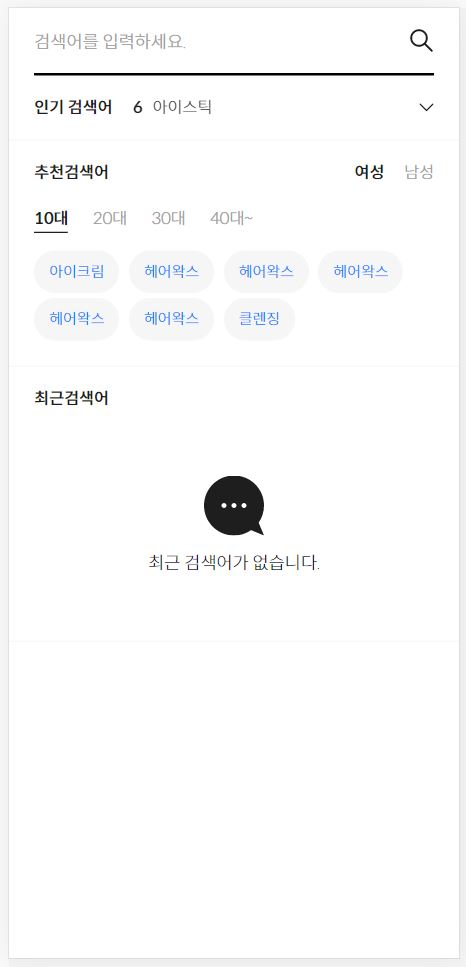 검색어를 입력하세요.
인기 검색어 6 아이스틱
추천검색어 여성 남성
10대 20대 30대 40대~
아이크림 헤어왁스 헤어왁스 헤어왁스
헤어왁스 헤어왁스 클렌징
최근검색어
최근 검색어가 없습니다.